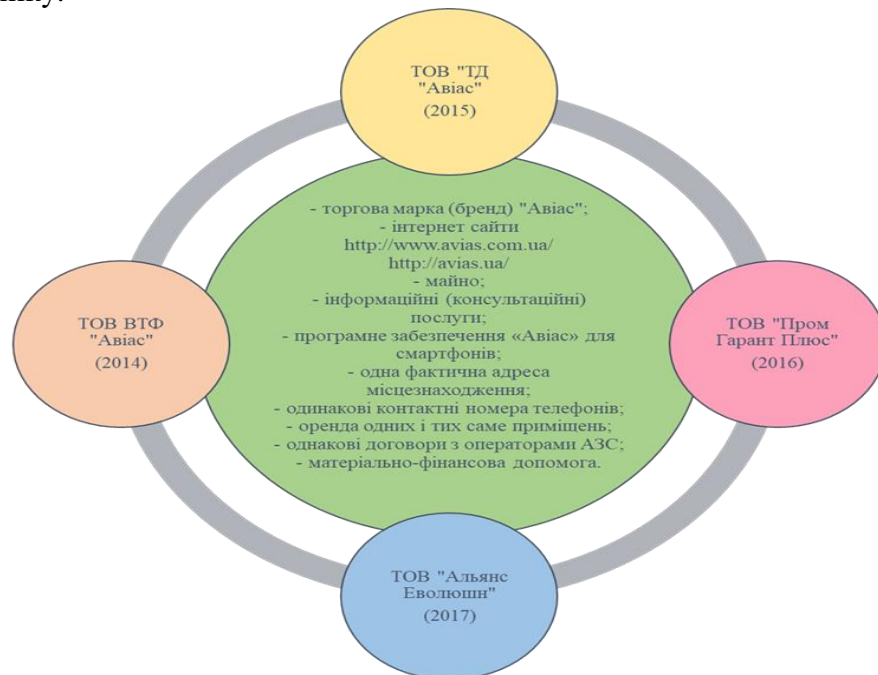 ТОВ "ТД
"Авіас"
(2015)
- торгова марка (бренд) "Авіас";
- інтернет сайти
http://www.avias.com.ua/
http://avias.ua/
- майно;
- інформаційні (консультаційні)
послуги;
- програмне забезпечення «Авіас» для
смартфонів;
- одна фактична адреса
місцезнаходження;
- одинакові контактні номера телефонів;
- оренда одних і тих саме приміщень;
- однакові договори з операторами АЗС;
- матеріально-фінансова допомога.
ТОВ ВТФ
"Авіас"
(2014)
ТОВ "Пром
Гарант Плюс"
(2016)
ТОВ "Альянс
Еволюшн"
(2017)